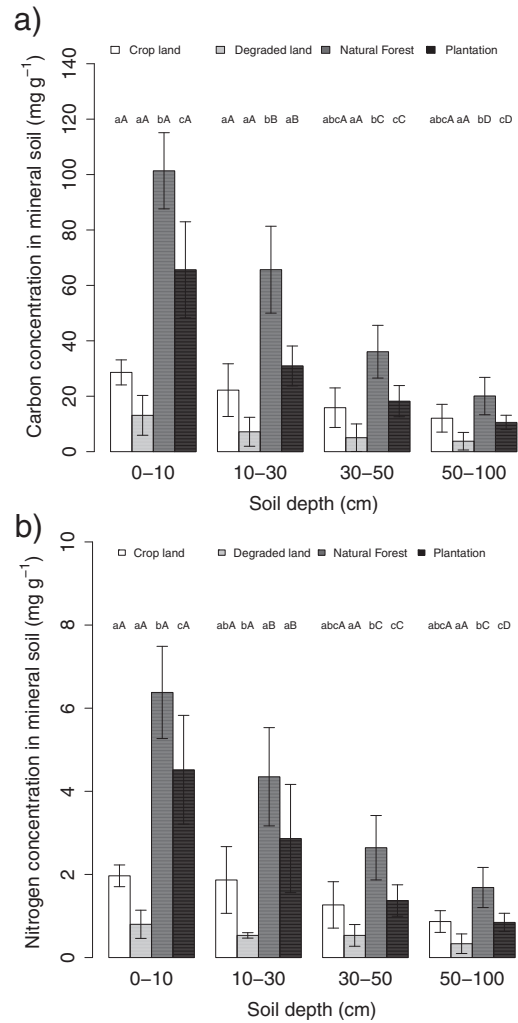 a)
Crop land Degraded land Natural Forest Plantation
Carbon concentration in mineral soil (mg g⁻¹)
140
120
100
80
60
40
20
0
aA aA bA cA aA aA bB aB abcA aA bC cC abcA aA bD cD
0−10 10−30 30−50 50−100
Soil depth (cm)
b)
Crop land Degraded land Natural Forest Plantation
Nitrogen concentration in mineral soil (mg g⁻¹)
10
8
6
4
2
0
aA aA bA cA abA bA aB aB abcA aA bC cC abcA aA bC cD
0−10 10−30 30−50 50−100
Soil depth (cm)